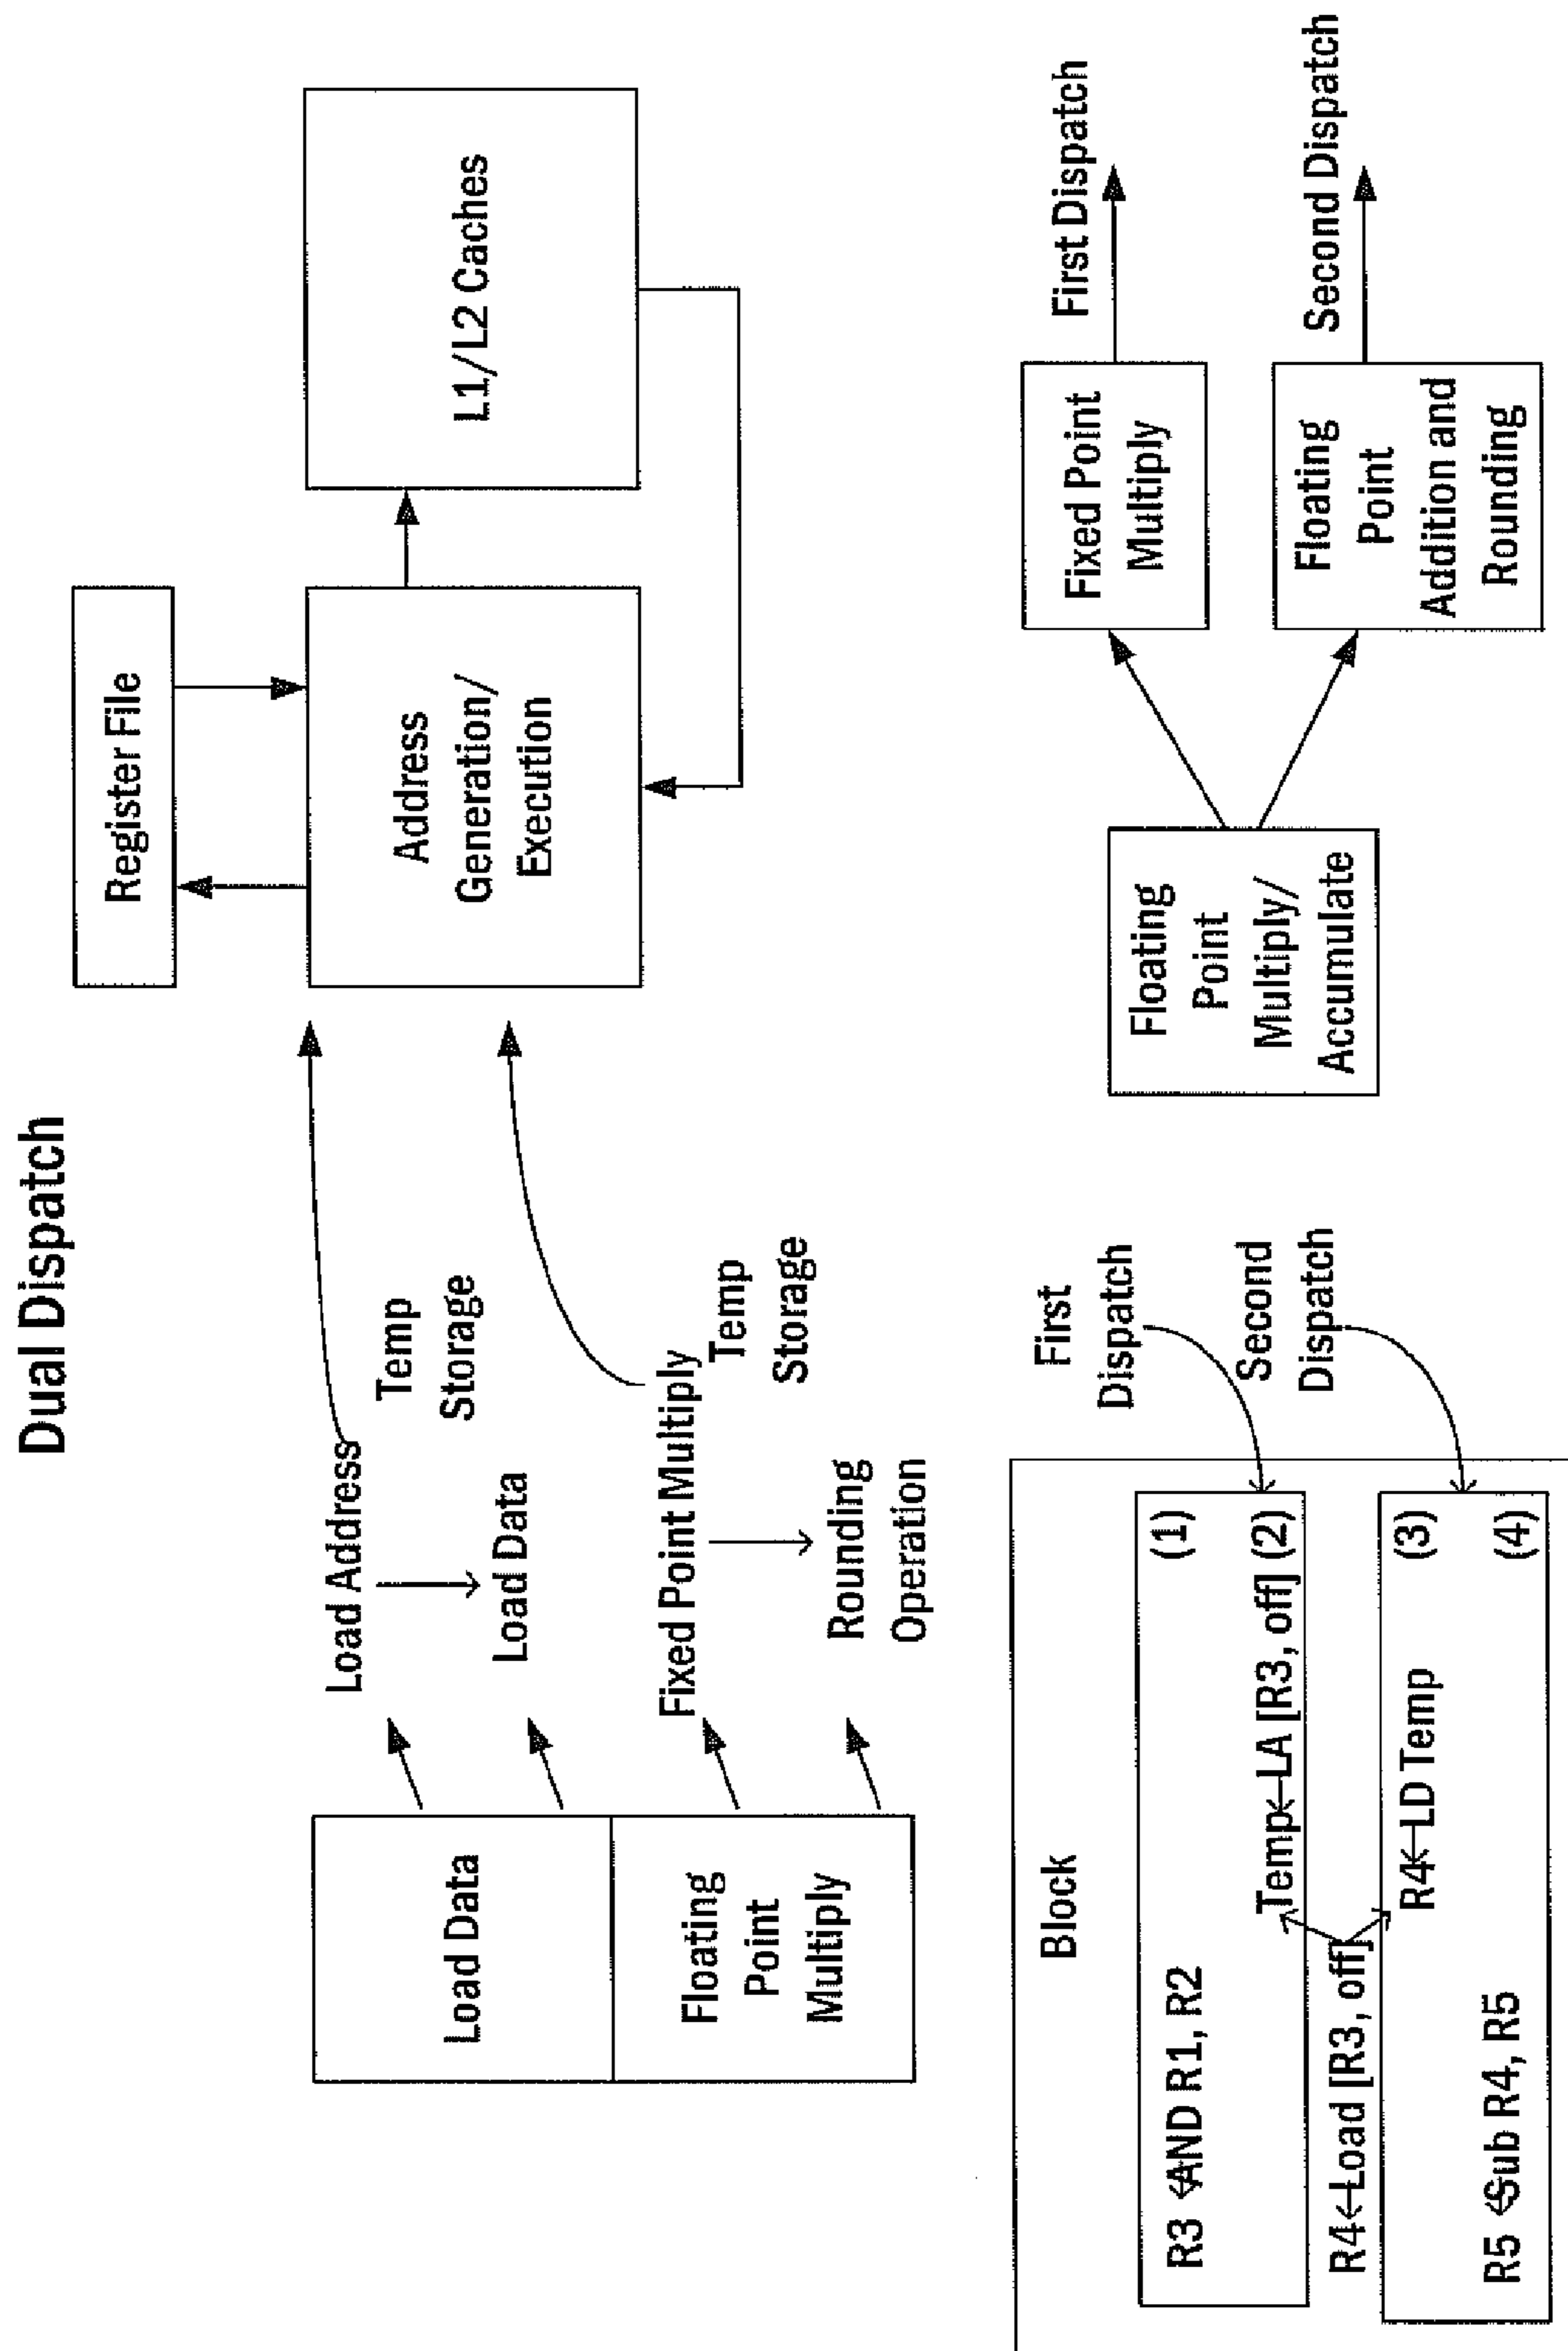 Dual Dispatch
Load Data
Floating
Point
Multiply
Load Address
Temp
Storage
Load Data
Fixed Point Multiply
Temp
Storage
Rounding
Operation
Register File
Address
Generation/
Execution
L1/L2 Caches
Block
R3 ← AND R1, R2 (1)
Temp ← LA [R3, off] (2)
R4 ← Load [R3, off]
R4 ← LD Temp (3)
R5 ← Sub R4, R5 (4)
First
Dispatch
Second
Dispatch
Floating
Point
Multiply/
Accumulate
Fixed Point
Multiply
First Dispatch
Floating
Point
Addition and
Rounding
Second Dispatch